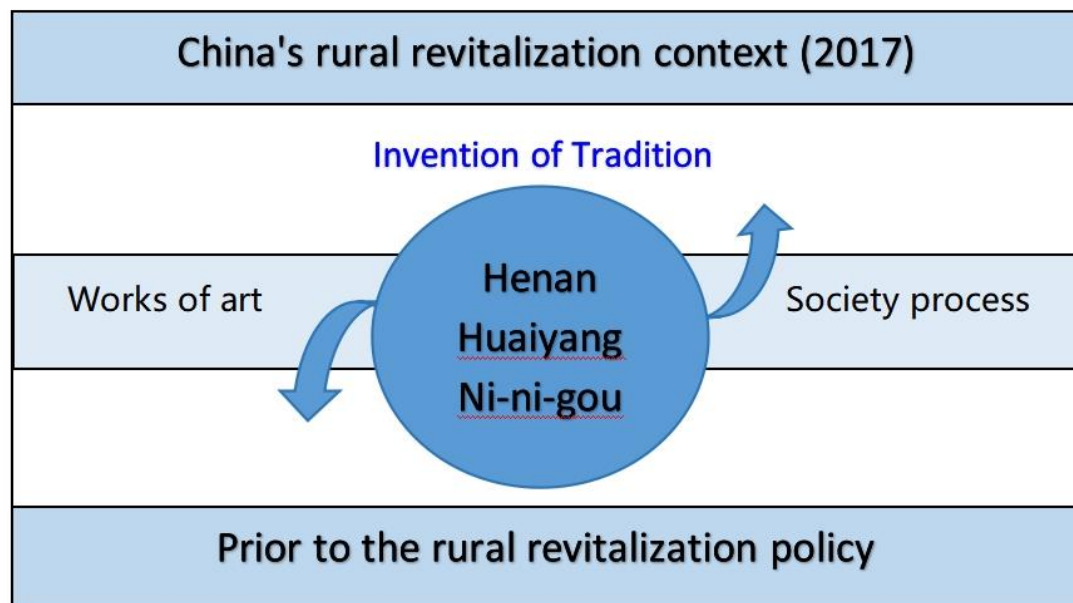 China's rural revitalization context (2017)
Invention of Tradition
Works of art
Henan
Huaiyang
Ni-ni-gou
Society process
Prior to the rural revitalization policy